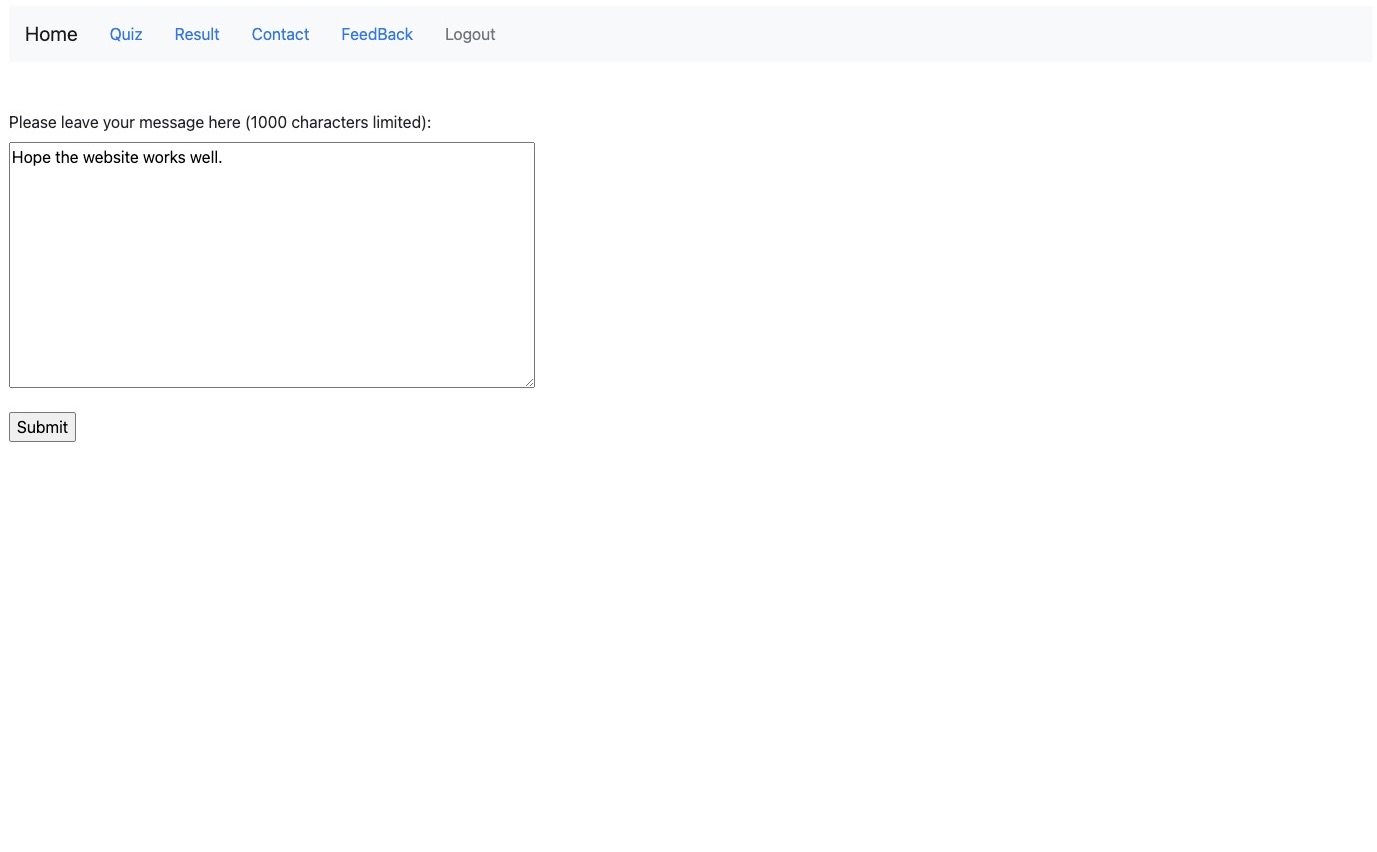 Home Quiz Result Contact FeedBack Logout
Please leave your message here (1000 characters limited):
Hope the website works well.
Submit